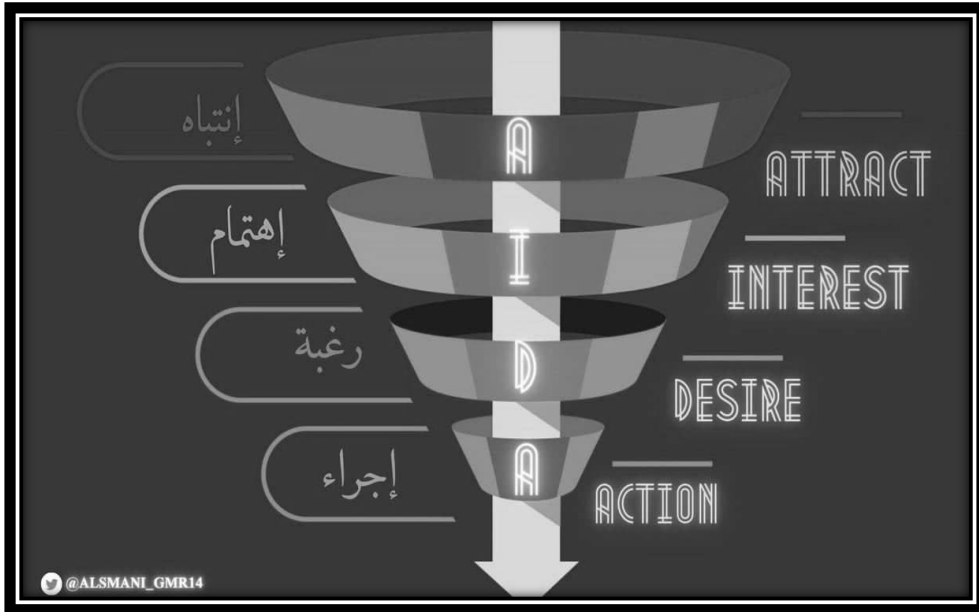 إنتباه
A
ATTRACT
إهتمام
I
INTEREST
رغبة
D
DESIRE
إجراء
A
ACTION
@ALSMANI_GMR14